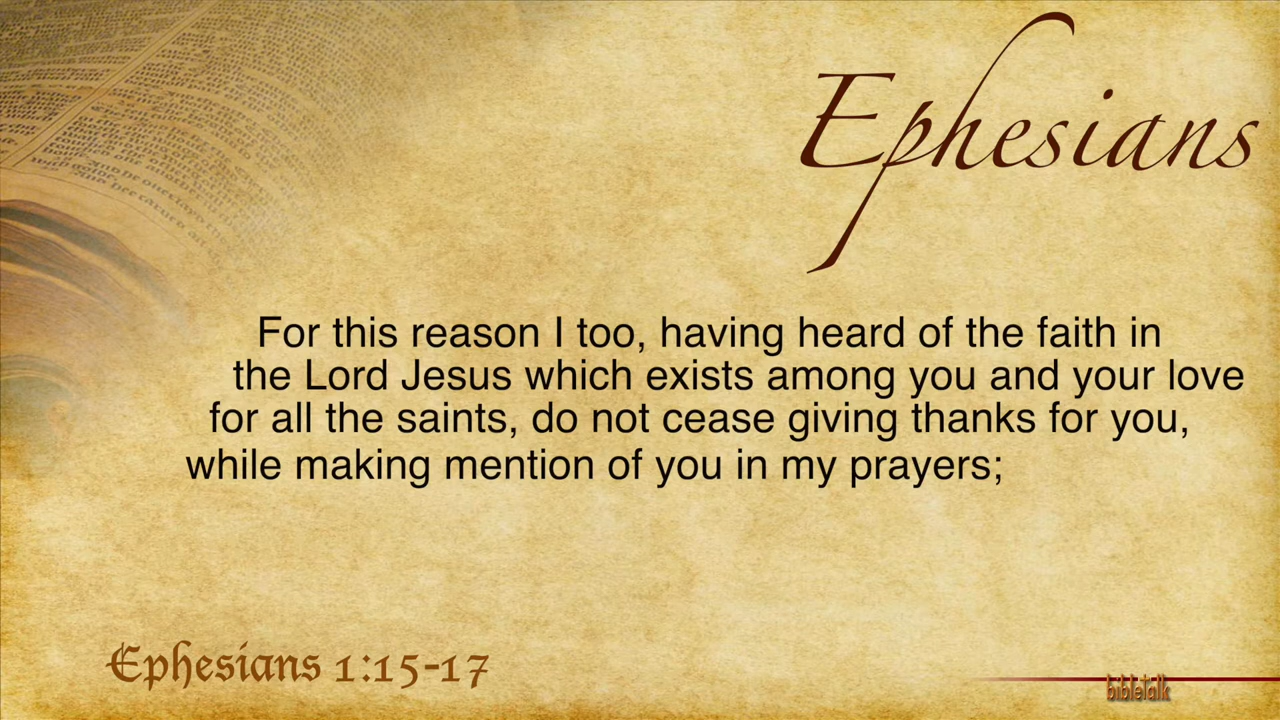 Ephesians
For this reason I too, having heard of the faith in
the Lord Jesus which exists among you and your love
for all the saints, do not cease giving thanks for you,
while making mention of you in my prayers;
Ephesians 1:15-17
bibletalk